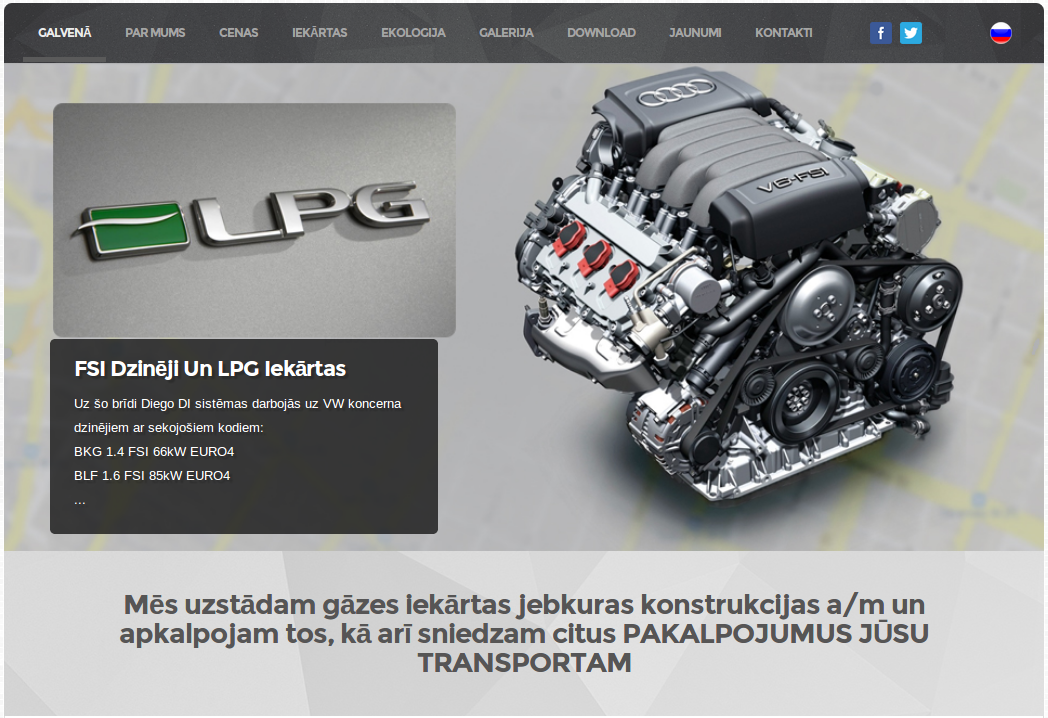 GALVENĀ PAR MUMS CENAS IEKĀRTAS EKOLOGIJA GALERIJA DOWNLOAD JAUNUMI KONTAKTI
LPG
V6-FSI
FSI Dzinēji Un LPG Iekārtas
Uz šo brīdi Diego DI sistēmas darbojās uz VW koncerna
dzinējiem ar sekojošiem kodiem:
BKG 1.4 FSI 66kW EURO4
BLF 1.6 FSI 85kW EURO4
...
Mēs uzstādam gāzes iekārtas jebkuras konstrukcijas a/m un
apkalpojam tos, kā arī sniedzam citus PAKALPOJUMUS JŪSU
TRANSPORTAM